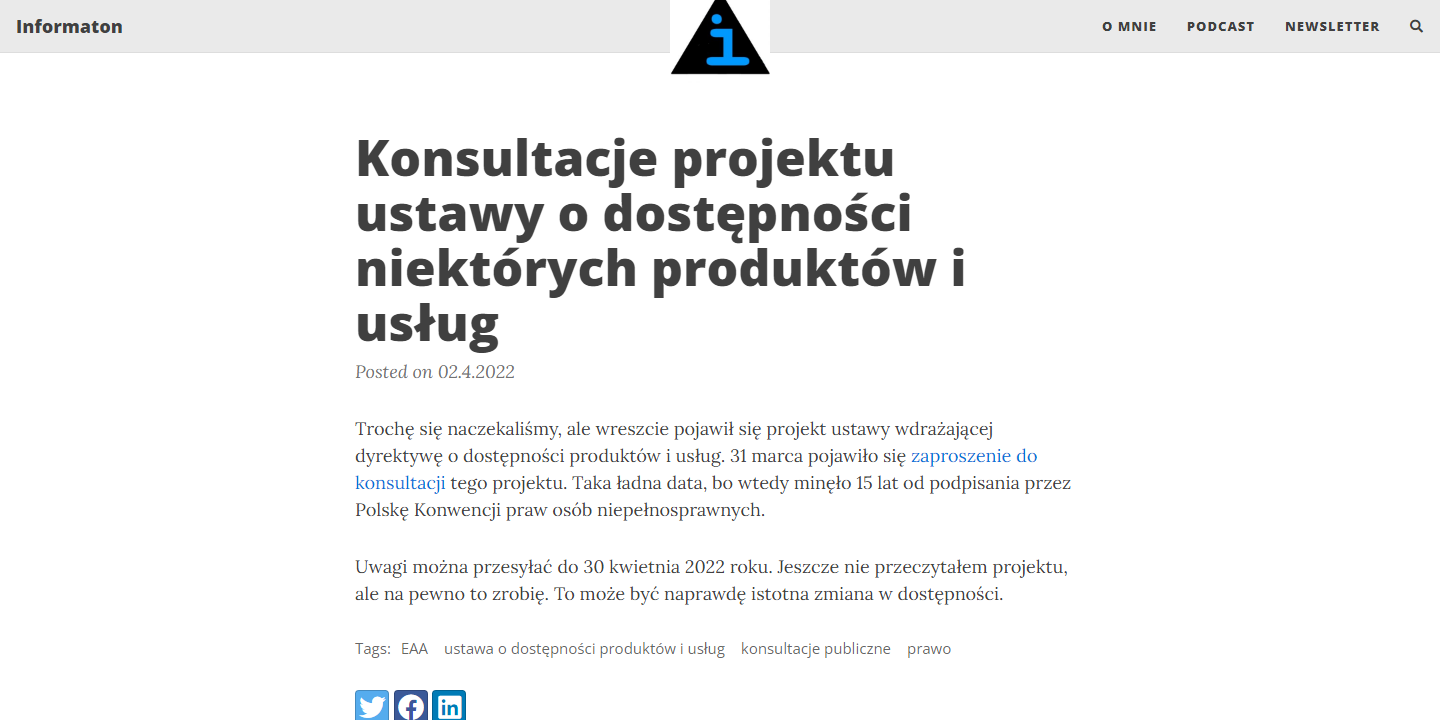 Informaton
i
O MNIE
PODCAST
NEWSLETTER
Konsultacje projektu
ustawy o dostępności
niektórych produktów i
usług
Posted on 02.4.2022
Trochę się naczekaliśmy, ale wreszcie pojawił się projekt ustawy wdrażającej
dyrektywę o dostępności produktów i usług. 31 marca pojawiło się zaproszenie do
konsultacji tego projektu. Taka ładna data, bo wtedy minęło 15 lat od podpisania przez
Polskę Konwencji praw osób niepełnosprawnych.
Uwagi można przesyłać do 30 kwietnia 2022 roku. Jeszcze nie przeczytałem projektu,
ale na pewno to zrobię. To może być naprawdę istotna zmiana w dostępności.
Tags: EAA ustawa o dostępności produktów i usług konsultacje publiczne prawo